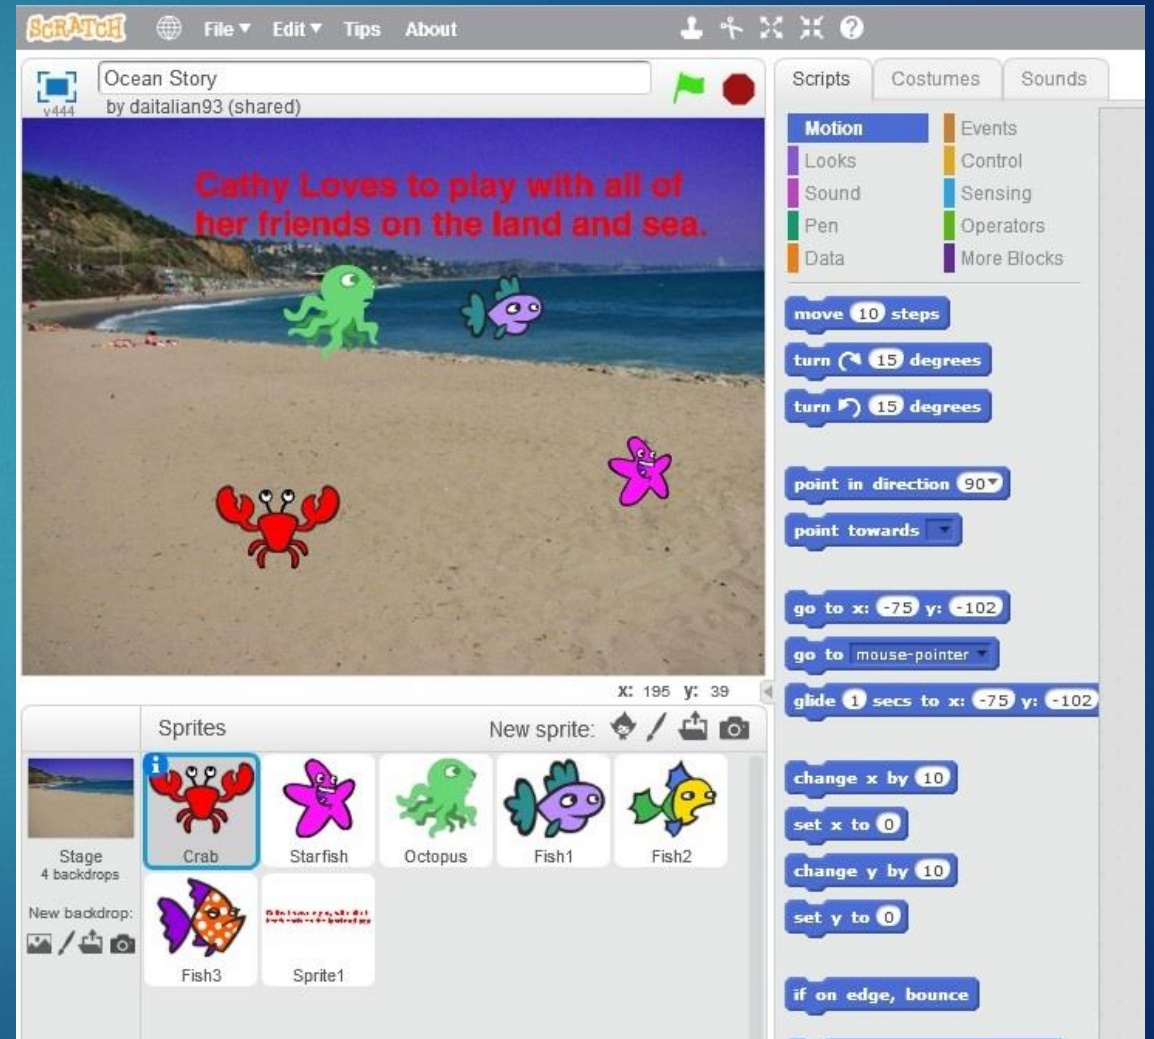 SCRATCH File Edit Tips About
Ocean Story
by daitalian93 (shared)
v444
Cathy Loves to play with all of
her friends on the land and sea.
X: 195 y: 39
Sprites New sprite:
Crab Starfish Octopus Fish1 Fish2
Fish3 Sprite1
Stage
4 backdrops
New backdrop:
Scripts Costumes Sounds
Motion Events
Looks Control
Sound Sensing
Pen Operators
Data More Blocks
move 10 steps
turn 15 degrees
turn 15 degrees
point in direction 90
point towards
go to x: -75 y: -102
go to mouse-pointer
glide 1 secs to x: -75 y: -102
change x by 10
set x to 0
change y by 10
set y to 0
if on edge, bounce